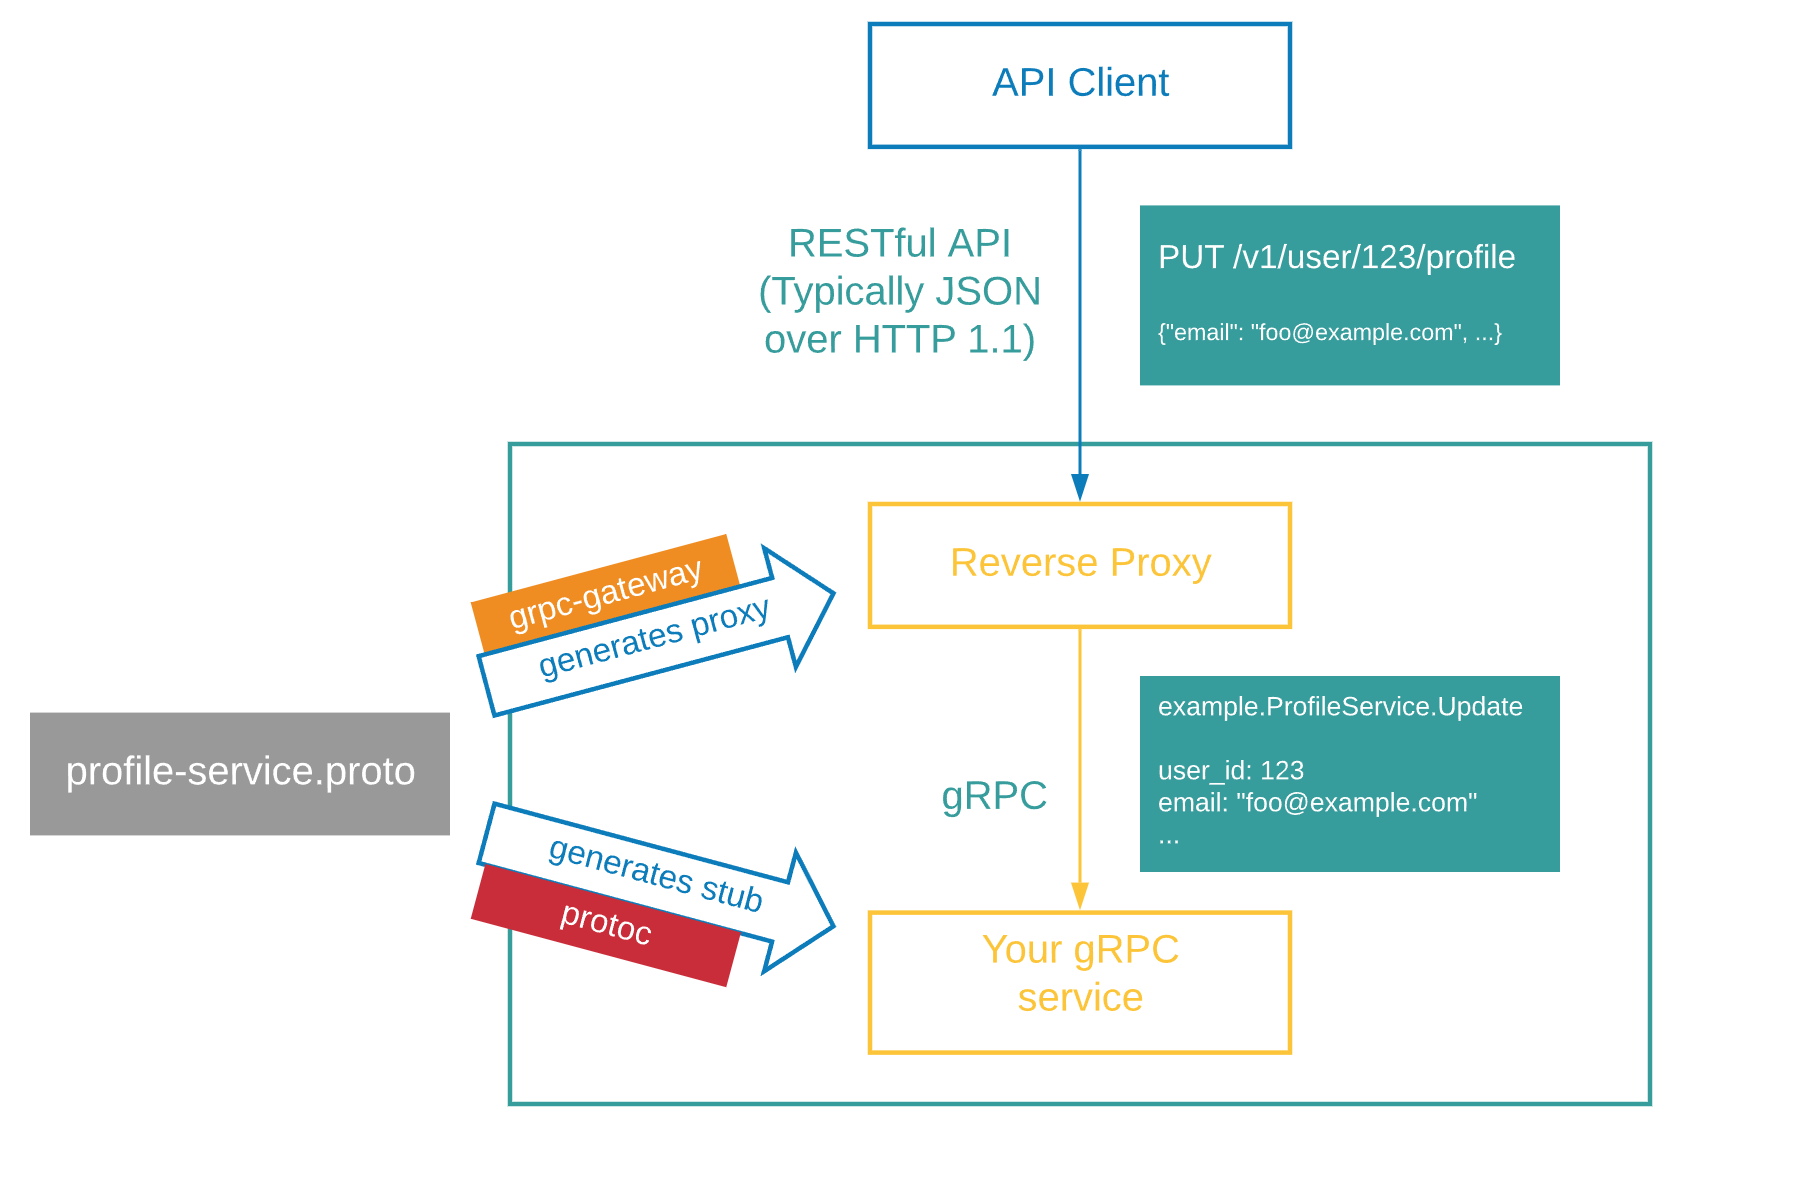 API Client
RESTful API
(Typically JSON
over HTTP 1.1)
PUT /v1/user/123/profile
{"email": "foo@example.com", ...}
Reverse Proxy
grpc-gateway
generates proxy
profile-service.proto
generates stub
protoc
gRPC
example.ProfileService.Update
user_id: 123
email: "foo@example.com"
...
Your gRPC
service